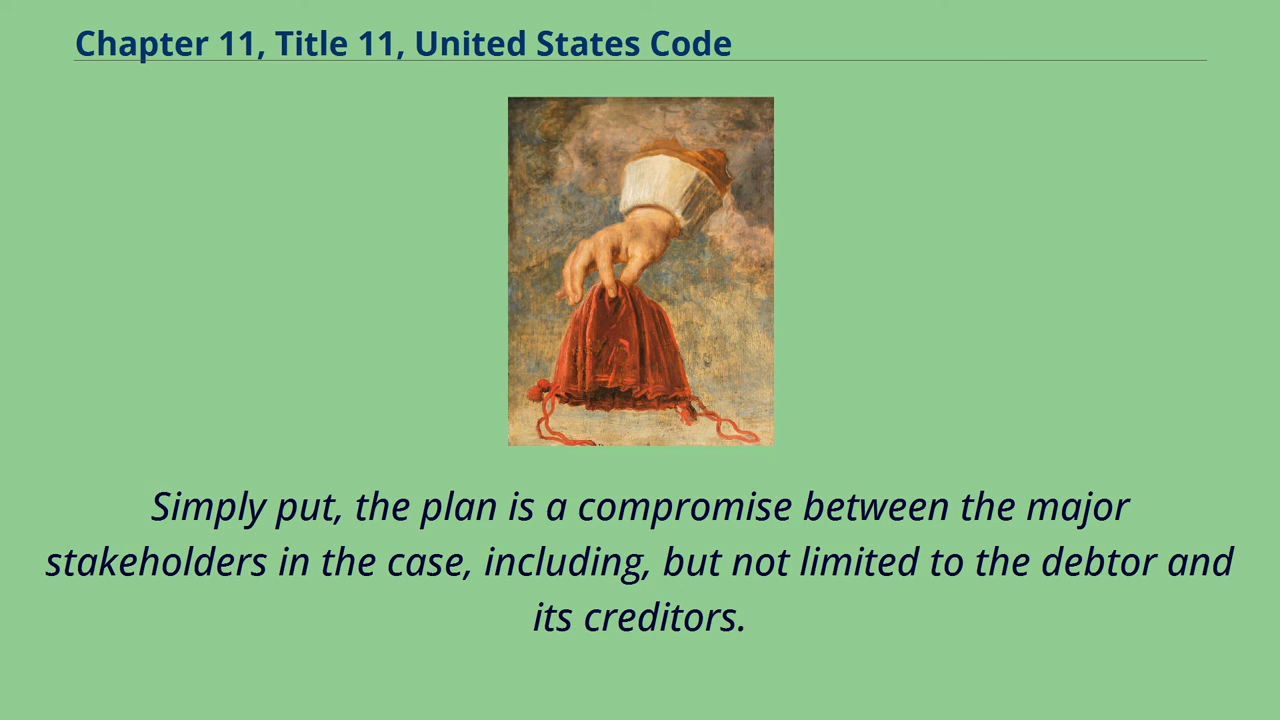 Chapter 11, Title 11, United States Code
Simply put, the plan is a compromise between the major
stakeholders in the case, including, but not limited to the debtor and
its creditors.